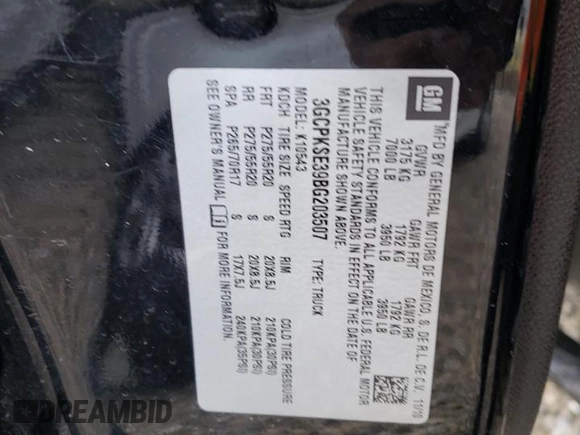 GM
MFD BY GENERAL MOTORS DE MEXICO, S. DE R.L. DE C.V. 11/10
GVWR GAWR FRT GAWR RR
3175 KG 1792 KG 1792 KG
7000 LB 3950 LB 3950 LB
THIS VEHICLE CONFORMS TO ALL APPLICABLE U.S. FEDERAL MOTOR
VEHICLE SAFETY STANDARDS IN EFFECT ON THE DATE OF
MANUFACTURE SHOWN ABOVE.
3GCPKSE39BG203507 TYPE: TRUCK
MODEL: K10543
KDCH TIRE SIZE SPEED RTG RIM COLD TIRE PRESSURE
FRT P275/55R20 S 20X8.5J 210KPA(30PSI)
RR P275/55R20 S 20X8.5J 210KPA(30PSI)
SPA P265/70R17 S 17X7.5J 240KPA(35PSI)
SEE OWNER'S MANUAL FOR MORE INFORMATION.
DREAMBID